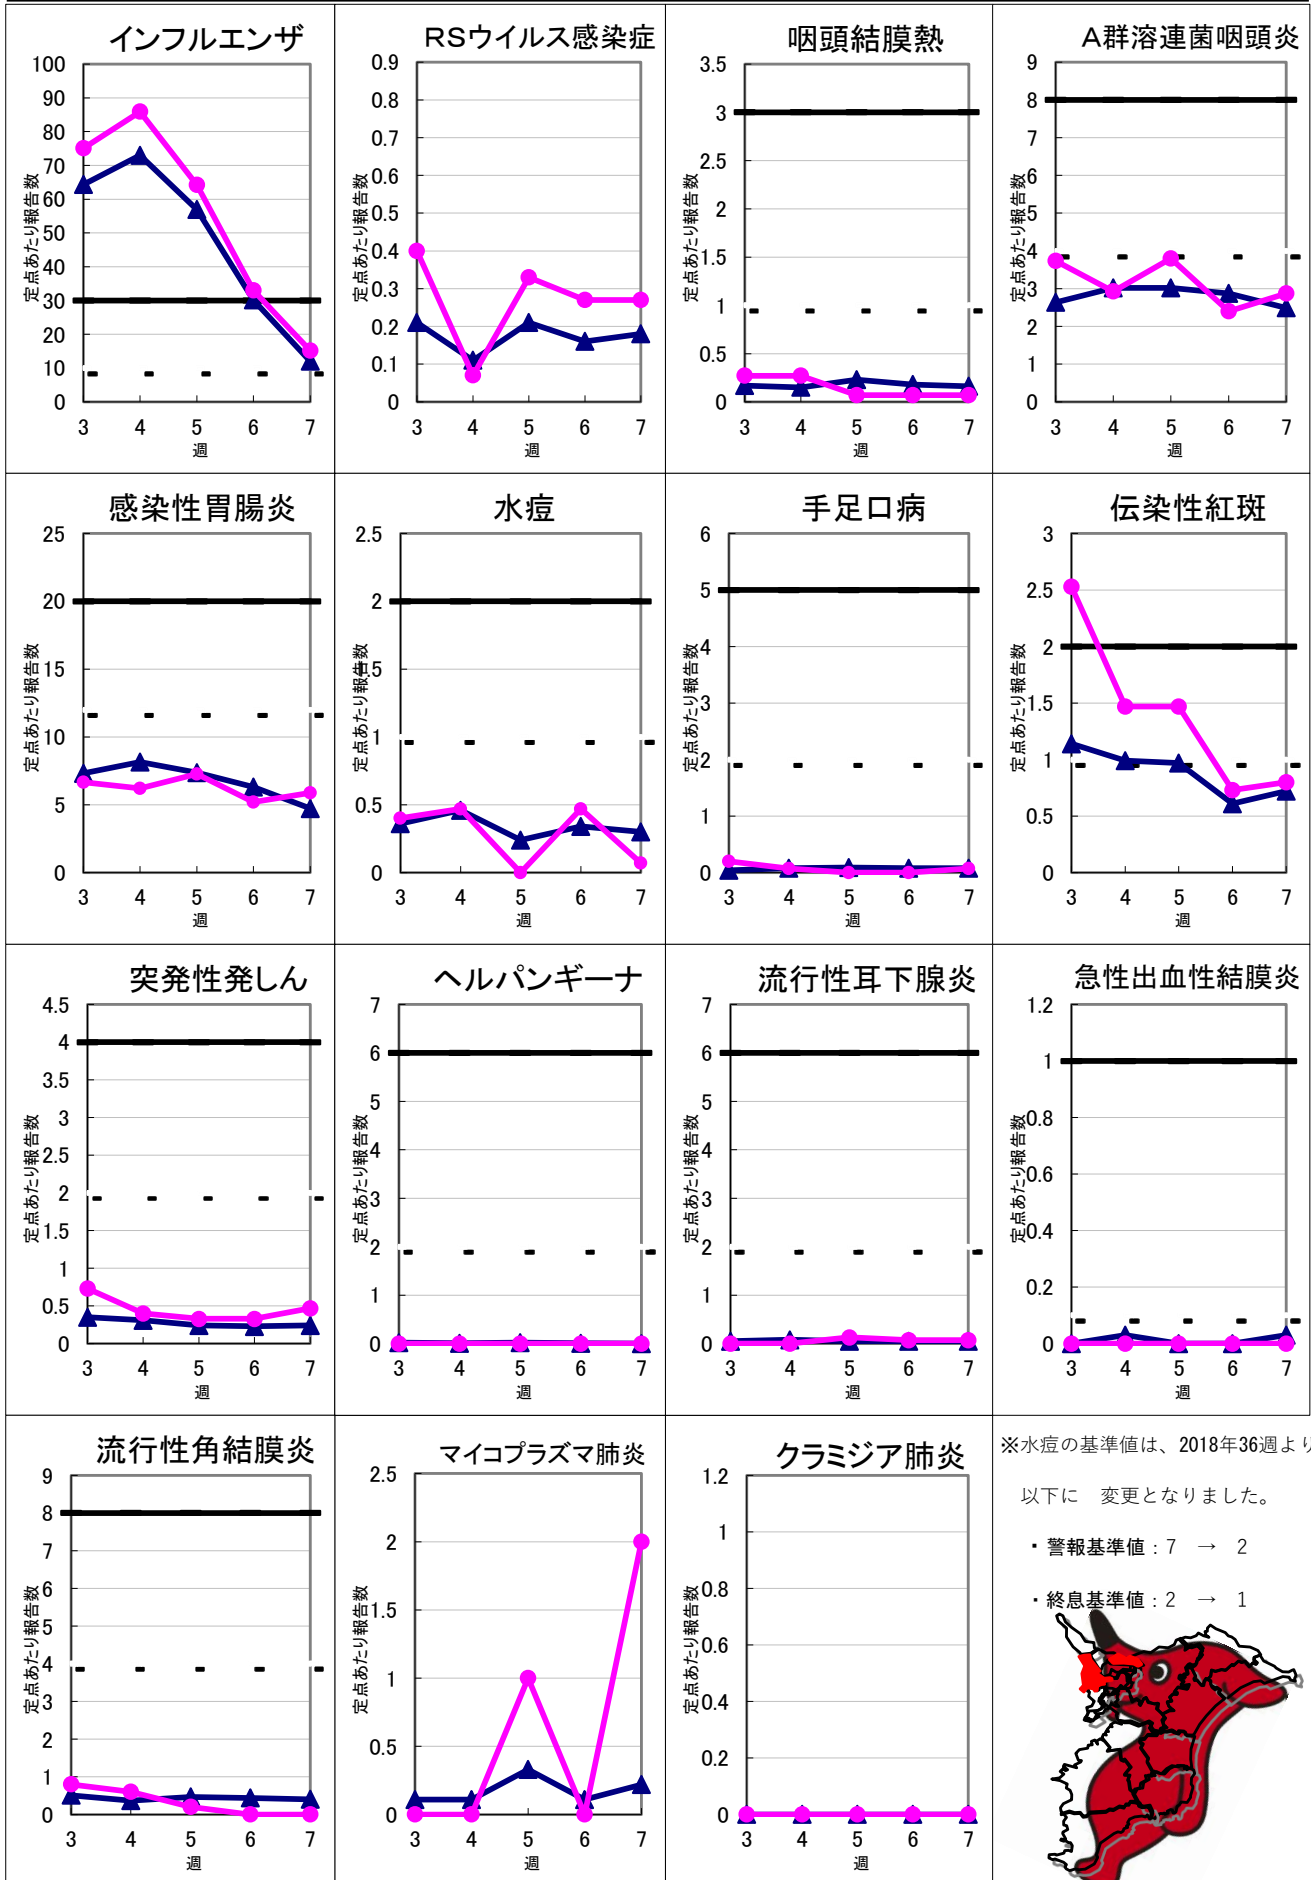 インフルエンザ
100
90
80
70
60
50
40
30
20
10
0
定点あたり報告数
3 4 5 6 7
週
RSウイルス感染症
0.9
0.8
0.7
0.6
0.5
0.4
0.3
0.2
0.1
0
定点あたり報告数
3 4 5 6 7
週
咽頭結膜熱
3.5
3
2.5
2
1.5
1
0.5
0
定点あたり報告数
3 4 5 6 7
週
A群溶連菌咽頭炎
9
8
7
6
5
4
3
2
1
0
定点あたり報告数
3 4 5 6 7
週
感染性胃腸炎
25
20
15
10
5
0
定点あたり報告数
3 4 5 6 7
週
水痘
2.5
2
1.5
1
0.5
0
定点あたり報告数
3 4 5 6 7
週
手足口病
6
5
4
3
2
1
0
定点あたり報告数
3 4 5 6 7
週
伝染性紅斑
3
2.5
2
1.5
1
0.5
0
定点あたり報告数
3 4 5 6 7
週
突発性発しん
4.5
4
3.5
3
2.5
2
1.5
1
0.5
0
定点あたり報告数
3 4 5 6 7
週
ヘルパンギーナ
7
6
5
4
3
2
1
0
定点あたり報告数
3 4 5 6 7
週
流行性耳下腺炎
7
6
5
4
3
2
1
0
定点あたり報告数
3 4 5 6 7
週
急性出血性結膜炎
1.2
1
0.8
0.6
0.4
0.2
0
定点あたり報告数
3 4 5 6 7
週
流行性角結膜炎
9
8
7
6
5
4
3
2
1
0
定点あたり報告数
3 4 5 6 7
週
マイコプラズマ肺炎
2.5
2
1.5
1
0.5
0
定点あたり報告数
3 4 5 6 7
週
クラミジア肺炎
1.2
1
0.8
0.6
0.4
0.2
0
定点あたり報告数
3 4 5 6 7
週
※水痘の基準値は、2018年36週より
以下に 変更となりました。
・警報基準値：7 → 2
・終息基準値：2 → 1